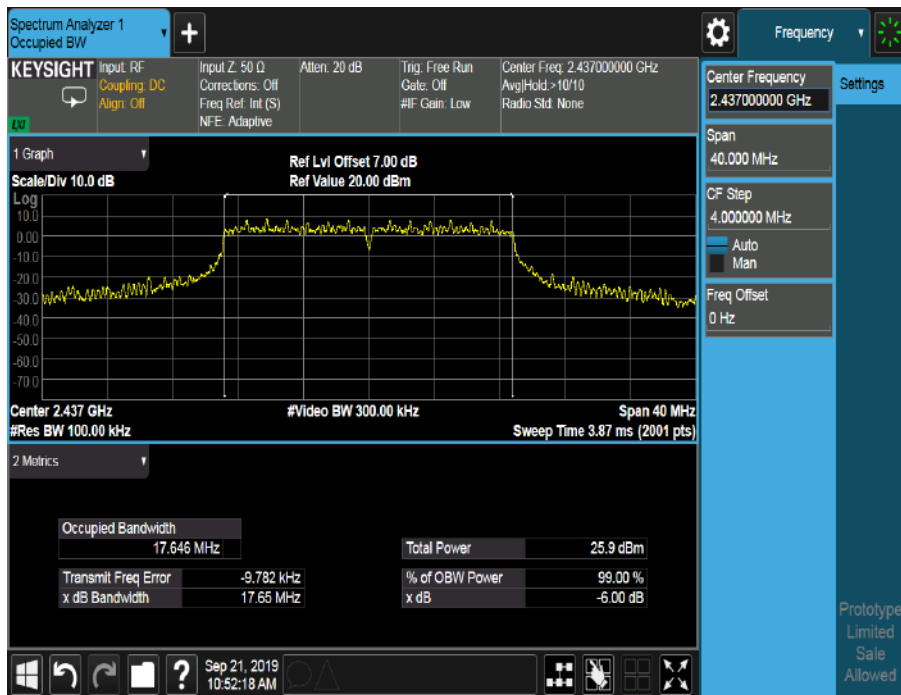 Spectrum Analyzer 1
Occupied BW
+
Frequency
KEYSIGHT
LXI
Input: RF
Coupling: DC
Align: Off
Input Z: 50 Ω
Corrections: Off
Freq Ref: Int (S)
NFE: Adaptive
Atten: 20 dB
Trig: Free Run
Gate: Off
#IF Gain: Low
Center Freq: 2.437000000 GHz
Avg|Hold:>10/10
Radio Std: None
1 Graph
Scale/Div 10.0 dB
Ref Lvl Offset 7.00 dB
Ref Value 20.00 dBm
Log
10.0
0.00
-10.0
-20.0
-30.0
-40.0
-50.0
-60.0
-70.0
Center 2.437 GHz
#Video BW 300.00 kHz
Span 40 MHz
#Res BW 100.00 kHz
Sweep Time 3.87 ms (2001 pts)
2 Metrics
Occupied Bandwidth
17.646 MHz
Total Power 25.9 dBm
Transmit Freq Error -9.782 kHz
% of OBW Power 99.00 %
x dB Bandwidth 17.65 MHz
x dB -6.00 dB
Center Frequency
2.437000000 GHz
Settings
Span
40.000 MHz
CF Step
4.000000 MHz
Auto
Man
Freq Offset
0 Hz
Prototype
Limited
Sale
Allowed
?
Sep 21, 2019
10:52:18 AM